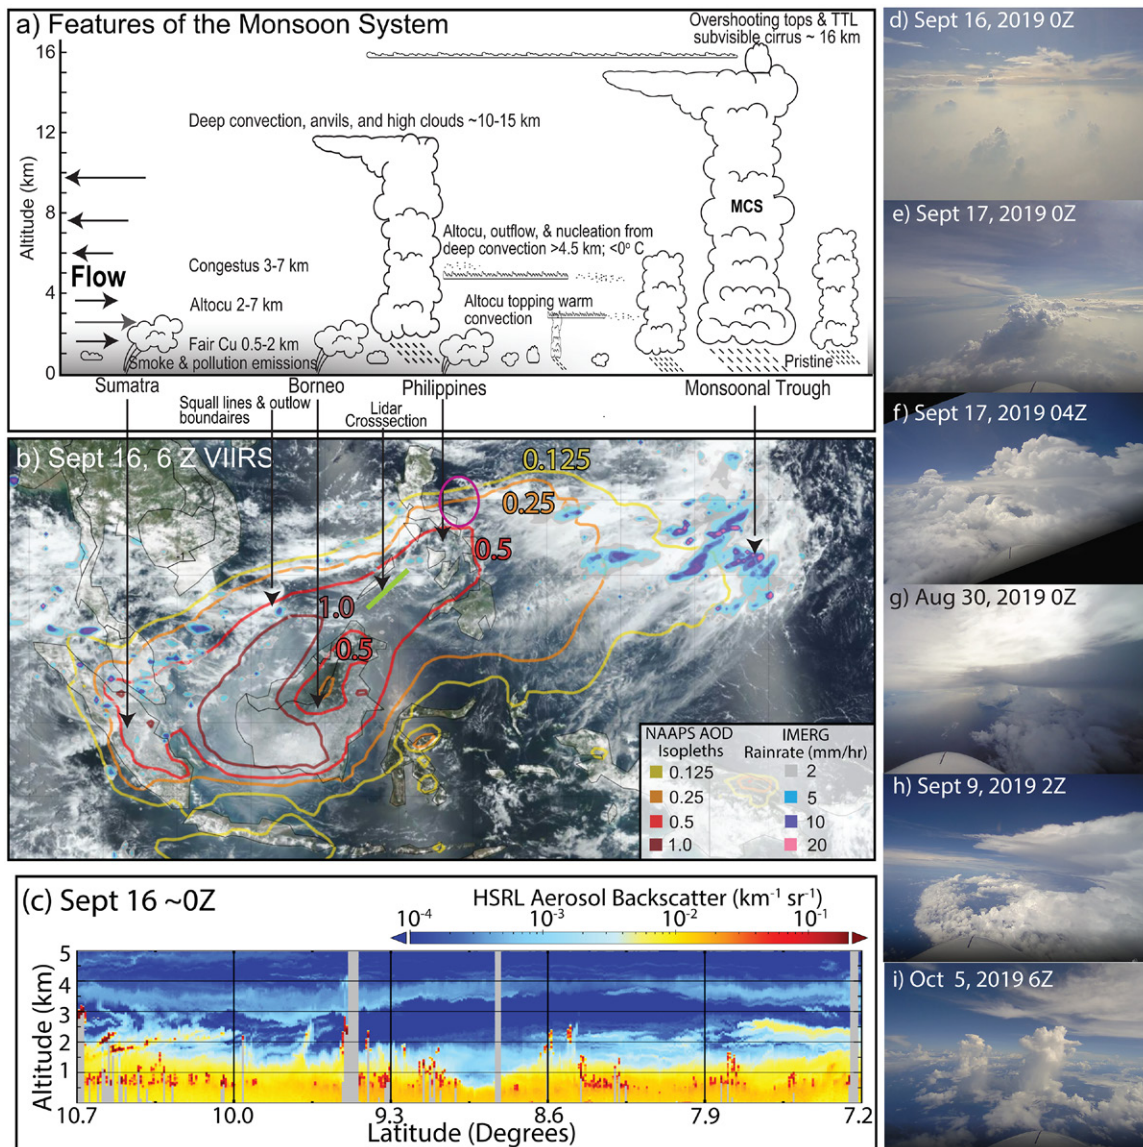 a) Features of the Monsoon System
Overshooting tops & TTL
subvisible cirrus ~ 16 km
16
12
8
4
0
Altitude (km)
Deep convection, anvils, and high clouds ~10-15 km
MCS
Altocu, outflow, & nucleation from
deep convection >4.5 km; <0° C
Congestus 3-7 km
Flow
Altocu 2-7 km
Altocu topping warm
convection
Fair Cu 0.5-2 km
Smoke & pollution emissions
Pristine
Sumatra
Borneo
Philippines
Monsoonal Trough
Squall lines & outlow
boundaires
Lidar
Crosssection
b) Sept 16, 6 Z VIIRS
0.125
0.25
0.5
1.0
0.5
NAAPS AOD
Isopleths
0.125
0.25
0.5
1.0
IMERG
Rainrate (mm/hr)
2
5
10
20
(c) Sept 16 ~0Z
HSRL Aerosol Backscatter (km-1 sr-1)
10-4
10-3
10-2
10-1
5
4
3
2
1
Altitude (km)
10.7
10.0
9.3
8.6
7.9
7.2
Latitude (Degrees)
d) Sept 16, 2019 0Z
e) Sept 17, 2019 0Z
f) Sept 17, 2019 04Z
g) Aug 30, 2019 0Z
h) Sept 9, 2019 2Z
i) Oct 5, 2019 6Z